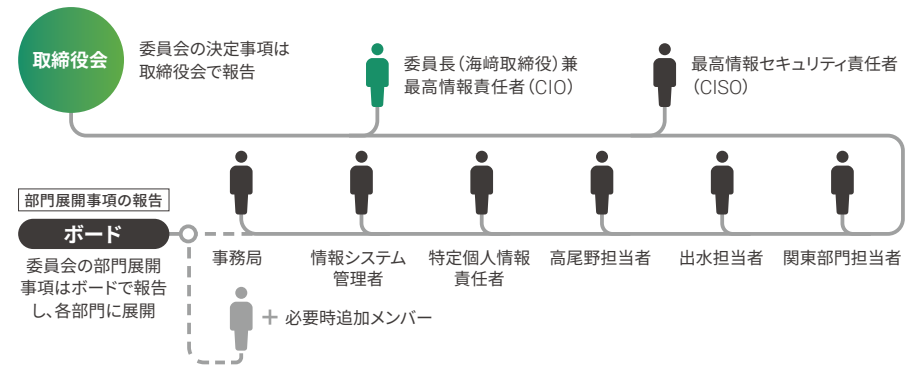 取締役会
委員会の決定事項は
取締役会で報告
委員長(海﨑取締役)兼
最高情報責任者(CIO)
最高情報セキュリティ責任者
(CISO)
部門展開事項の報告
ボード
委員会の部門展開
事項はボードで報告
し、各部門に展開
事務局
情報システム
管理者
特定個人情報
責任者
高尾野担当者
出水担当者
関東部門担当者
+ 必要時追加メンバー